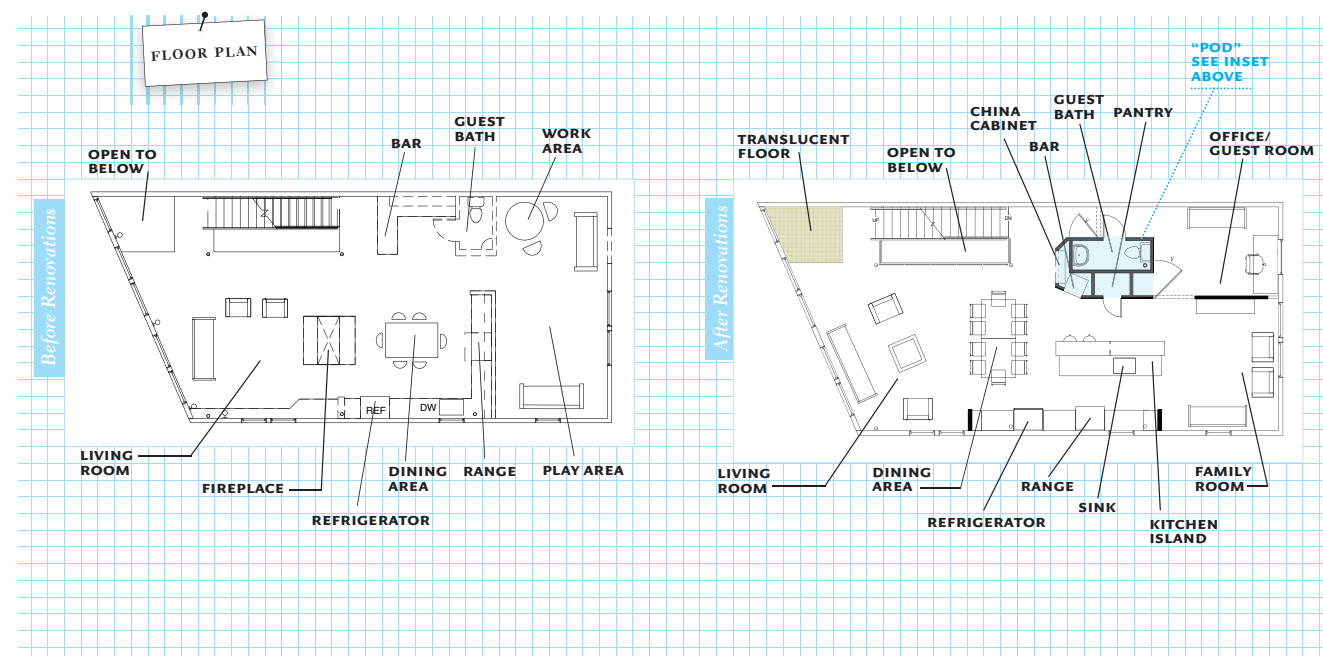 FLOOR PLAN
Before Renovations
OPEN TO
BELOW
BAR
GUEST
BATH
WORK
AREA
REF
DW
LIVING
ROOM
FIREPLACE
REFRIGERATOR
DINING
AREA
RANGE
PLAY AREA
After Renovations
“POD”
SEE INSET
ABOVE
TRANSLUCENT
FLOOR
OPEN TO
BELOW
CHINA
CABINET
BAR
GUEST
BATH
PANTRY
OFFICE/
GUEST ROOM
UP
DN
LIVING
ROOM
DINING
AREA
REFRIGERATOR
RANGE
SINK
KITCHEN
ISLAND
FAMILY
ROOM